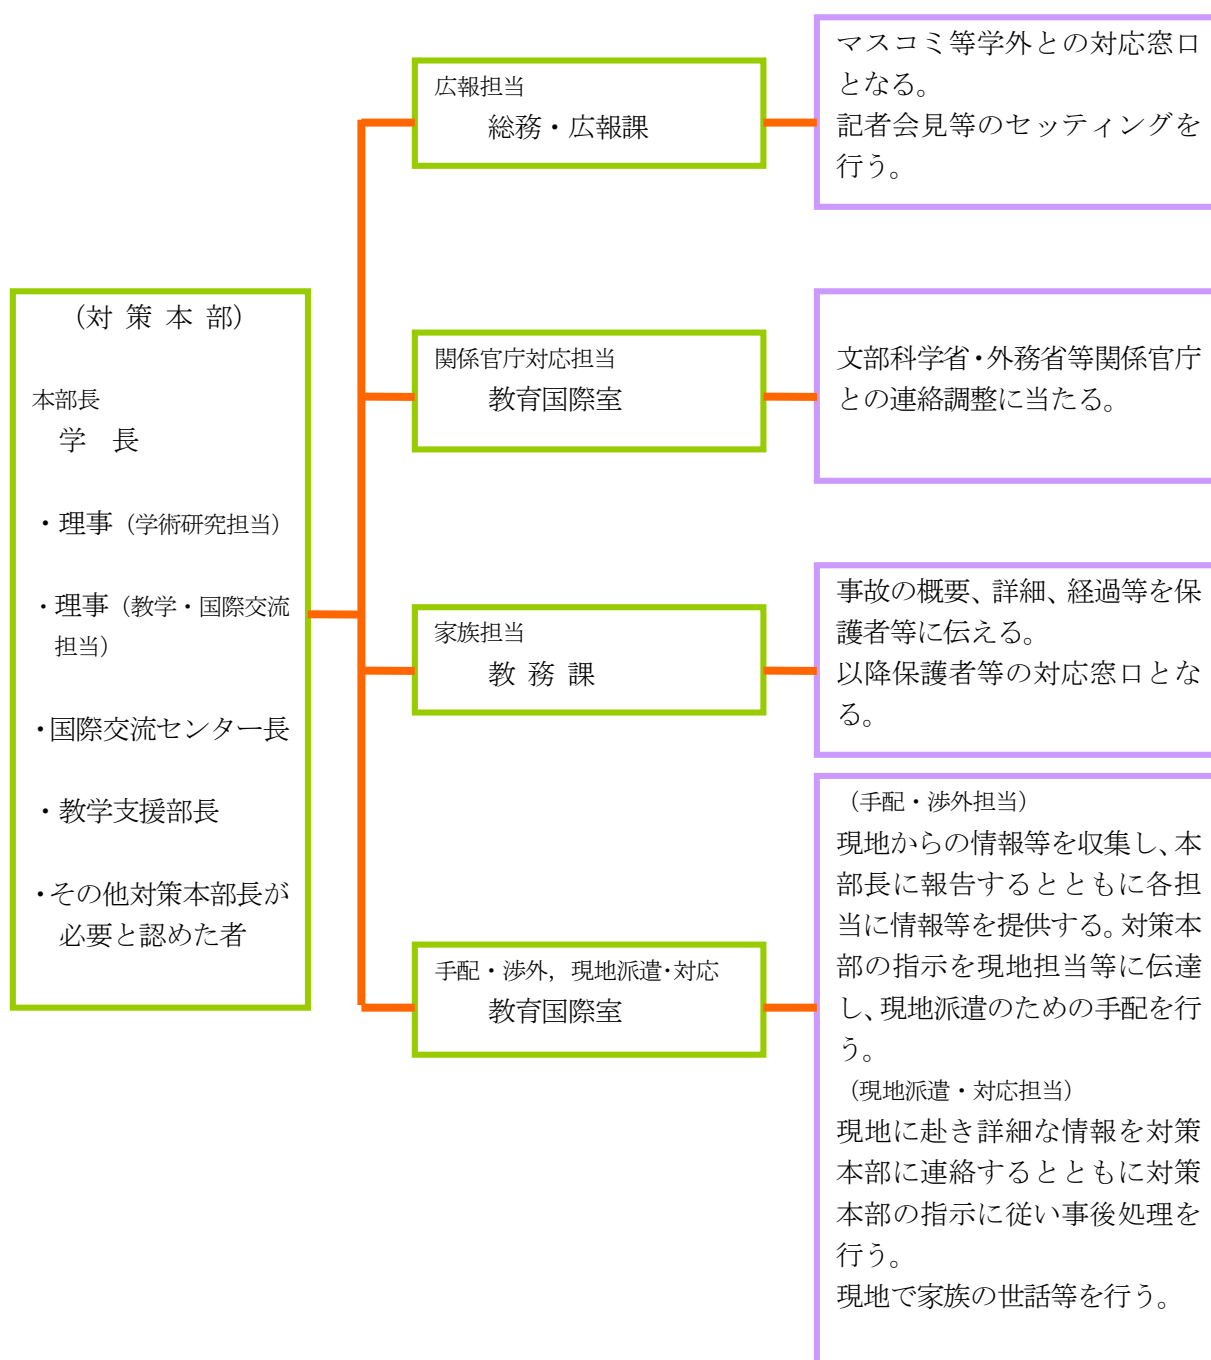 (対 策 本 部)
本部長
学　長
・理事（学術研究担当）
・理事（教学・国際交流
担当）
・国際交流センター長
・教学支援部長
・その他対策本部長が
必要と認めた者
広報担当
総務・広報課
マスコミ等学外との対応窓口
となる。
記者会見等のセッティングを
行う。
関係官庁対応担当
教育国際室
文部科学省・外務省等関係官庁
との連絡調整に当たる。
家族担当
教 務 課
事故の概要、詳細、経過等を保
護者等に伝える。
以降保護者等の対応窓口とな
る。
手配・渉外，現地派遣・対応
教育国際室
（手配・渉外担当）
現地からの情報等を収集し、本
部長に報告するとともに各担
当に情報等を提供する。対策本
部の指示を現地担当等に伝達
し、現地派遣のための手配を行
う。
（現地派遣・対応担当）
現地に赴き詳細な情報を対策
本部に連絡するとともに対策
本部の指示に従い事後処理を
行う。
現地で家族の世話等を行う。